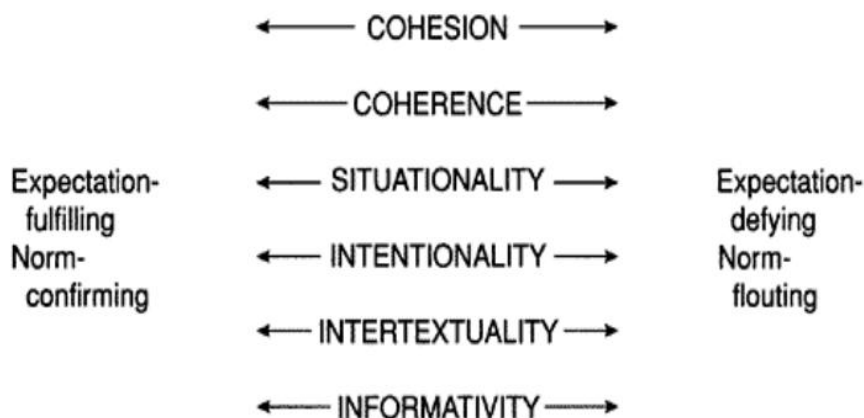 COHESION
COHERENCE
Expectation- SITUATIONALITY Expectation-
fulfilling defying
Norm- INTENTIONALITY Norm-
confirming flouting
INTERTEXTUALITY
INFORMATIVITY